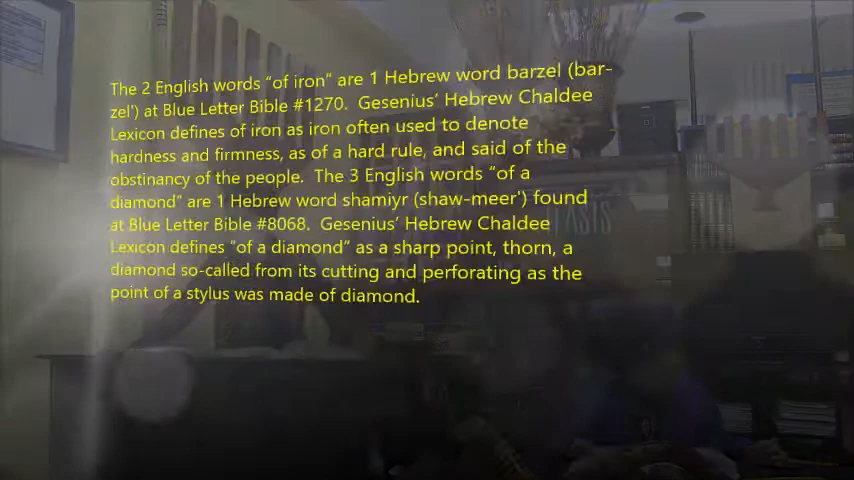 The 2 English words “of iron” are 1 Hebrew word barzel (bar-
zel') at Blue Letter Bible #1270.  Gesenius’ Hebrew Chaldee
Lexicon defines of iron as iron often used to denote
hardness and firmness, as of a hard rule, and said of the
obstinancy of the people.  The 3 English words “of a
diamond” are 1 Hebrew word shamiyr (shaw-meer') found
at Blue Letter Bible #8068.  Gesenius’ Hebrew Chaldee
Lexicon defines “of a diamond” as a sharp point, thorn, a
diamond so-called from its cutting and perforating as the
point of a stylus was made of diamond.